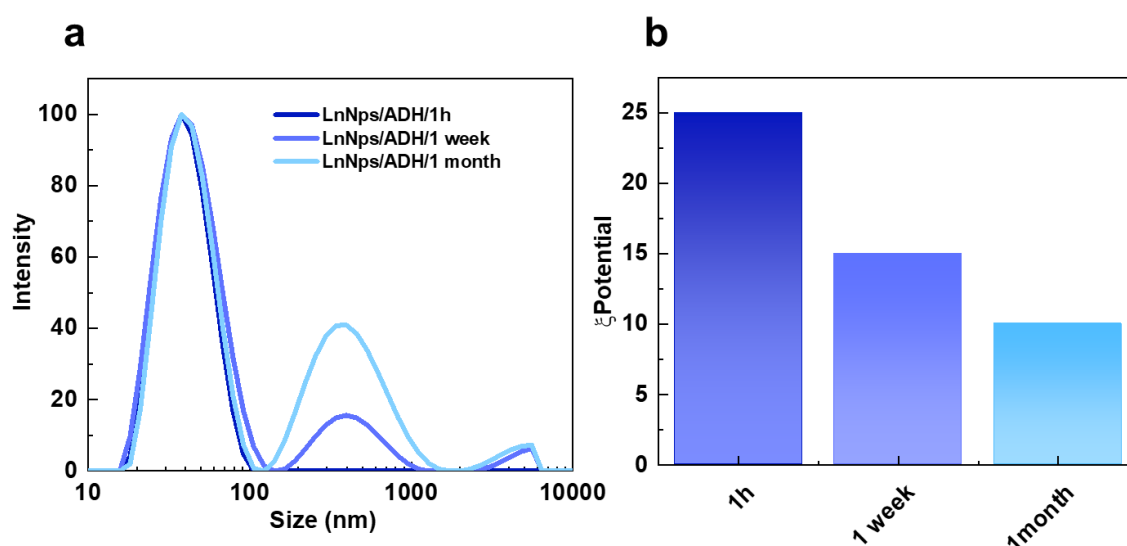 a
Intensity
100
80
60
40
20
0
LnNps/ADH/1h
LnNps/ADH/1 week
LnNps/ADH/1 month
10
100
1000
10000
Size (nm)
b
ξPotential
25
20
15
10
5
0
1h
1 week
1month